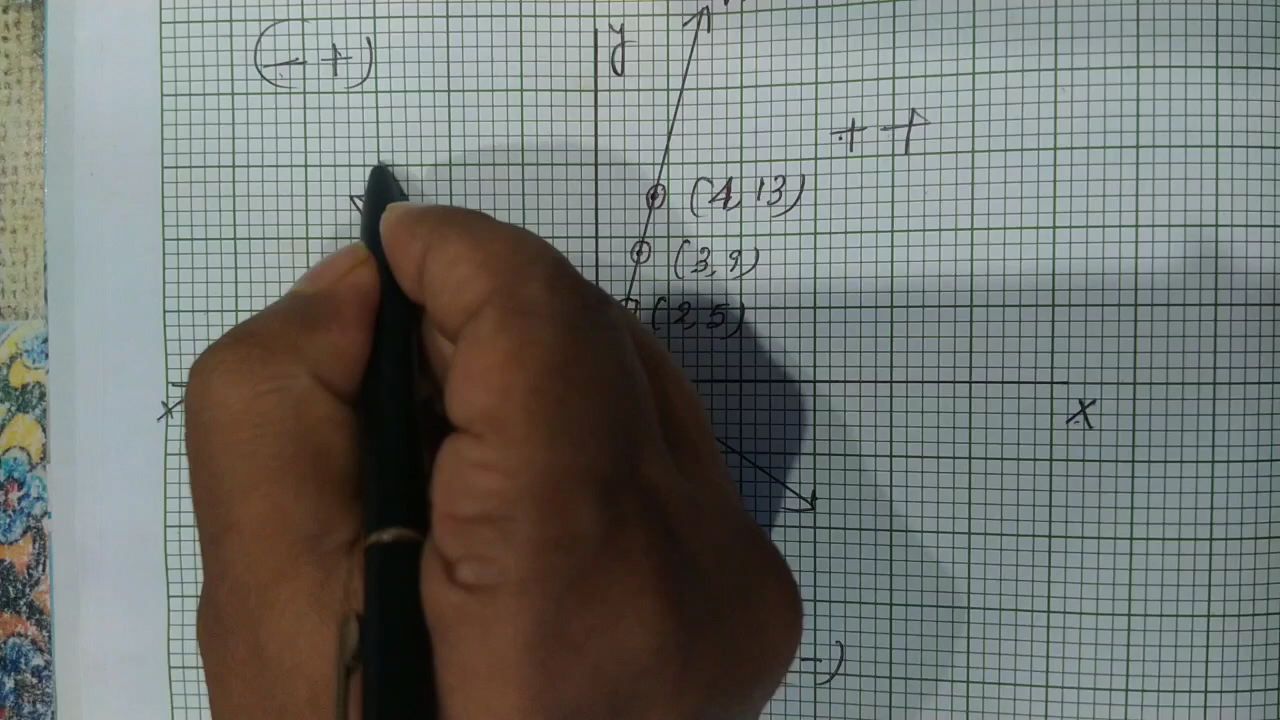 (- +)
y
+ +
(4, 13)
(3, 9)
(2, 5)
x
x
-)